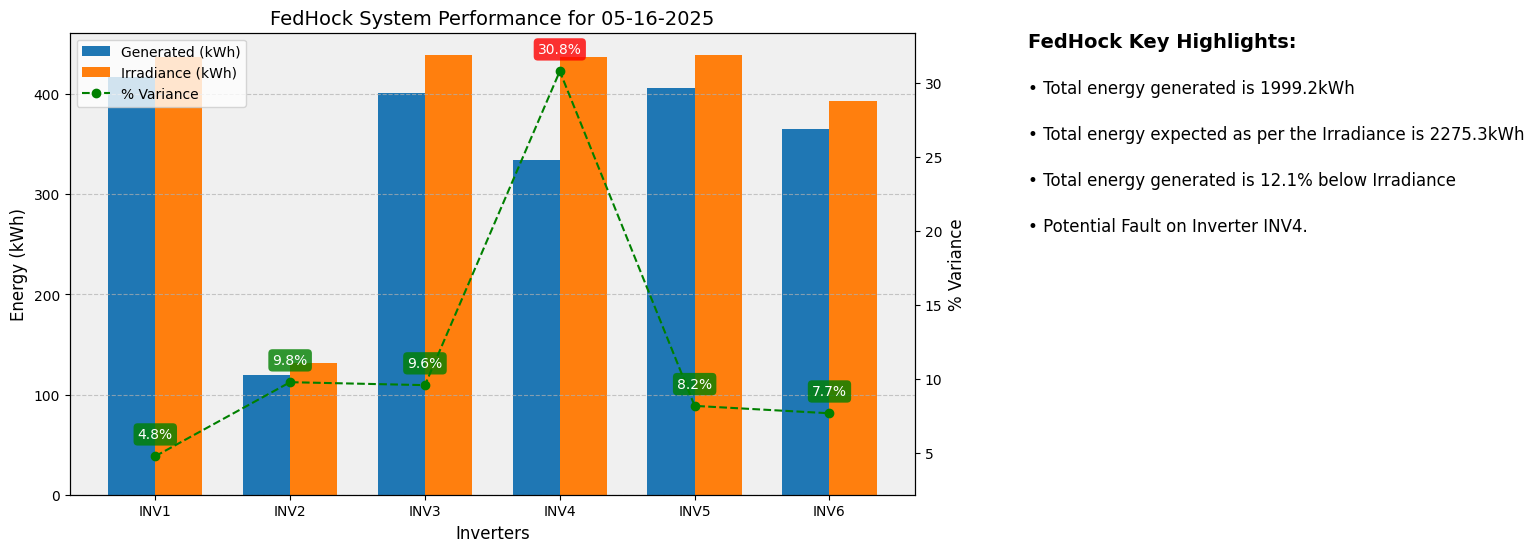 FedHock System Performance for 05-16-2025
Generated (kWh)
Irradiance (kWh)
% Variance
Energy (kWh)
400
300
200
100
0
4.8%
9.8%
9.6%
30.8%
8.2%
7.7%
30
25
20
15
10
5
% Variance
INV1
INV2
INV3
INV4
INV5
INV6
Inverters
FedHock Key Highlights:
• Total energy generated is 1999.2kWh
• Total energy expected as per the Irradiance is 2275.3kWh
• Total energy generated is 12.1% below Irradiance
• Potential Fault on Inverter INV4.